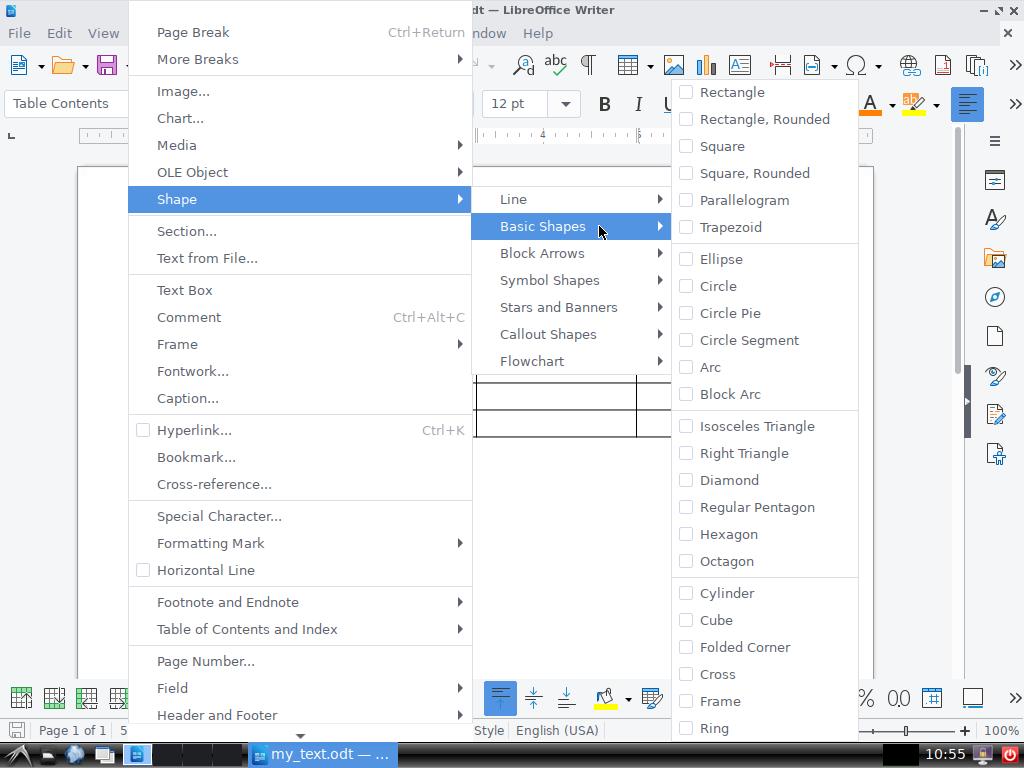 dt — LibreOffice Writer
File Edit View ndow Help
Table Contents 12 pt B I U A
4
Page Break Ctrl+Return
More Breaks
Image...
Chart...
Media
OLE Object
Shape
Section...
Text from File...
Text Box
Comment Ctrl+Alt+C
Frame
Fontwork...
Caption...
Hyperlink... Ctrl+K
Bookmark...
Cross-reference...
Special Character...
Formatting Mark
Horizontal Line
Footnote and Endnote
Table of Contents and Index
Page Number...
Field
Header and Footer
Line
Basic Shapes
Block Arrows
Symbol Shapes
Stars and Banners
Callout Shapes
Flowchart
Rectangle
Rectangle, Rounded
Square
Square, Rounded
Parallelogram
Trapezoid
Ellipse
Circle
Circle Pie
Circle Segment
Arc
Block Arc
Isosceles Triangle
Right Triangle
Diamond
Regular Pentagon
Hexagon
Octagon
Cylinder
Cube
Folded Corner
Cross
Frame
Ring
% 0.0
Page 1 of 1 5 Style English (USA) 100%
my_text.odt — ... 10:55